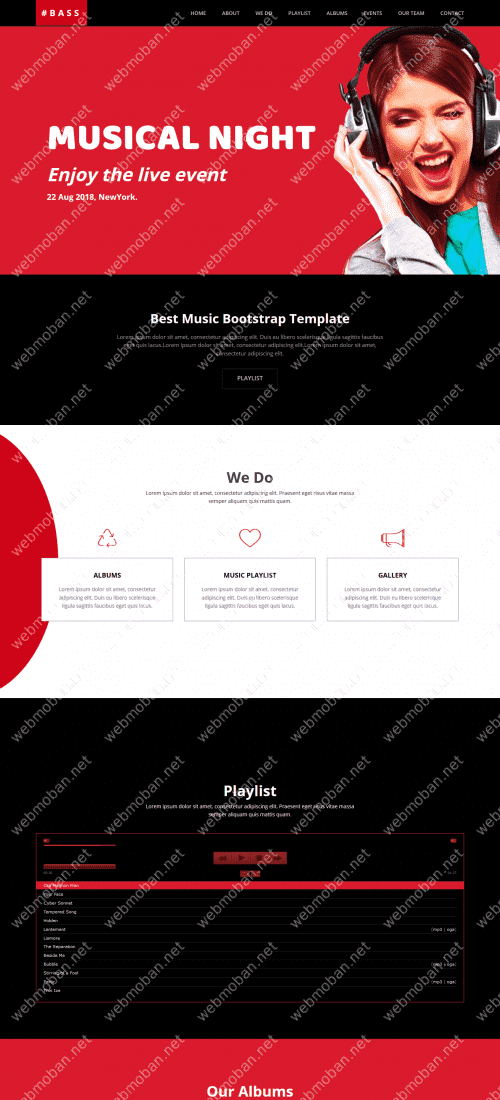 #BASS
HOME ABOUT WE DO PLAYLIST ALBUMS EVENTS OUR TEAM CONTACT
MUSICAL NIGHT
Enjoy the live event
22 Aug 2018, NewYork.
Best Music Bootstrap Template
Lorem ipsum dolor sit amet, consectetur adipiscing elit. Duis eu libero scelerisque ligula sagittis faucibus
quis lacus.Lorem ipsum dolor sit amet, consectetur adipiscing elit.Lorem ipsum dolor sit amet,
consectetur adipiscing elit.
PLAYLIST
We Do
Lorem ipsum dolor sit amet, consectetur adipiscing elit. Praesent eget risus vitae massa
semper aliquam quis mattis quam.
ALBUMS
Lorem ipsum dolor sit amet, consectetur
adipiscing elit. Duis eu libero scelerisque
ligula sagittis faucibus eget quis lacus.
MUSIC PLAYLIST
Lorem ipsum dolor sit amet, consectetur
adipiscing elit. Duis eu libero scelerisque
ligula sagittis faucibus eget quis lacus.
GALLERY
Lorem ipsum dolor sit amet, consectetur
adipiscing elit. Duis eu libero scelerisque
ligula sagittis faucibus eget quis lacus.
Playlist
Lorem ipsum dolor sit amet, consectetur adipiscing elit. Praesent eget risus vitae massa
semper aliquam quis mattis quam.
Your Face
Cyber Sonnet
Tempered Song
Hidden
Lentement (mp3 | oga)
Lismore
The Separation
Beside Me
Bubble (mp3 | oga)
Stirring of a Fool
(mp3 | oga)
Thin Ice
Our Albums
webmoban.net